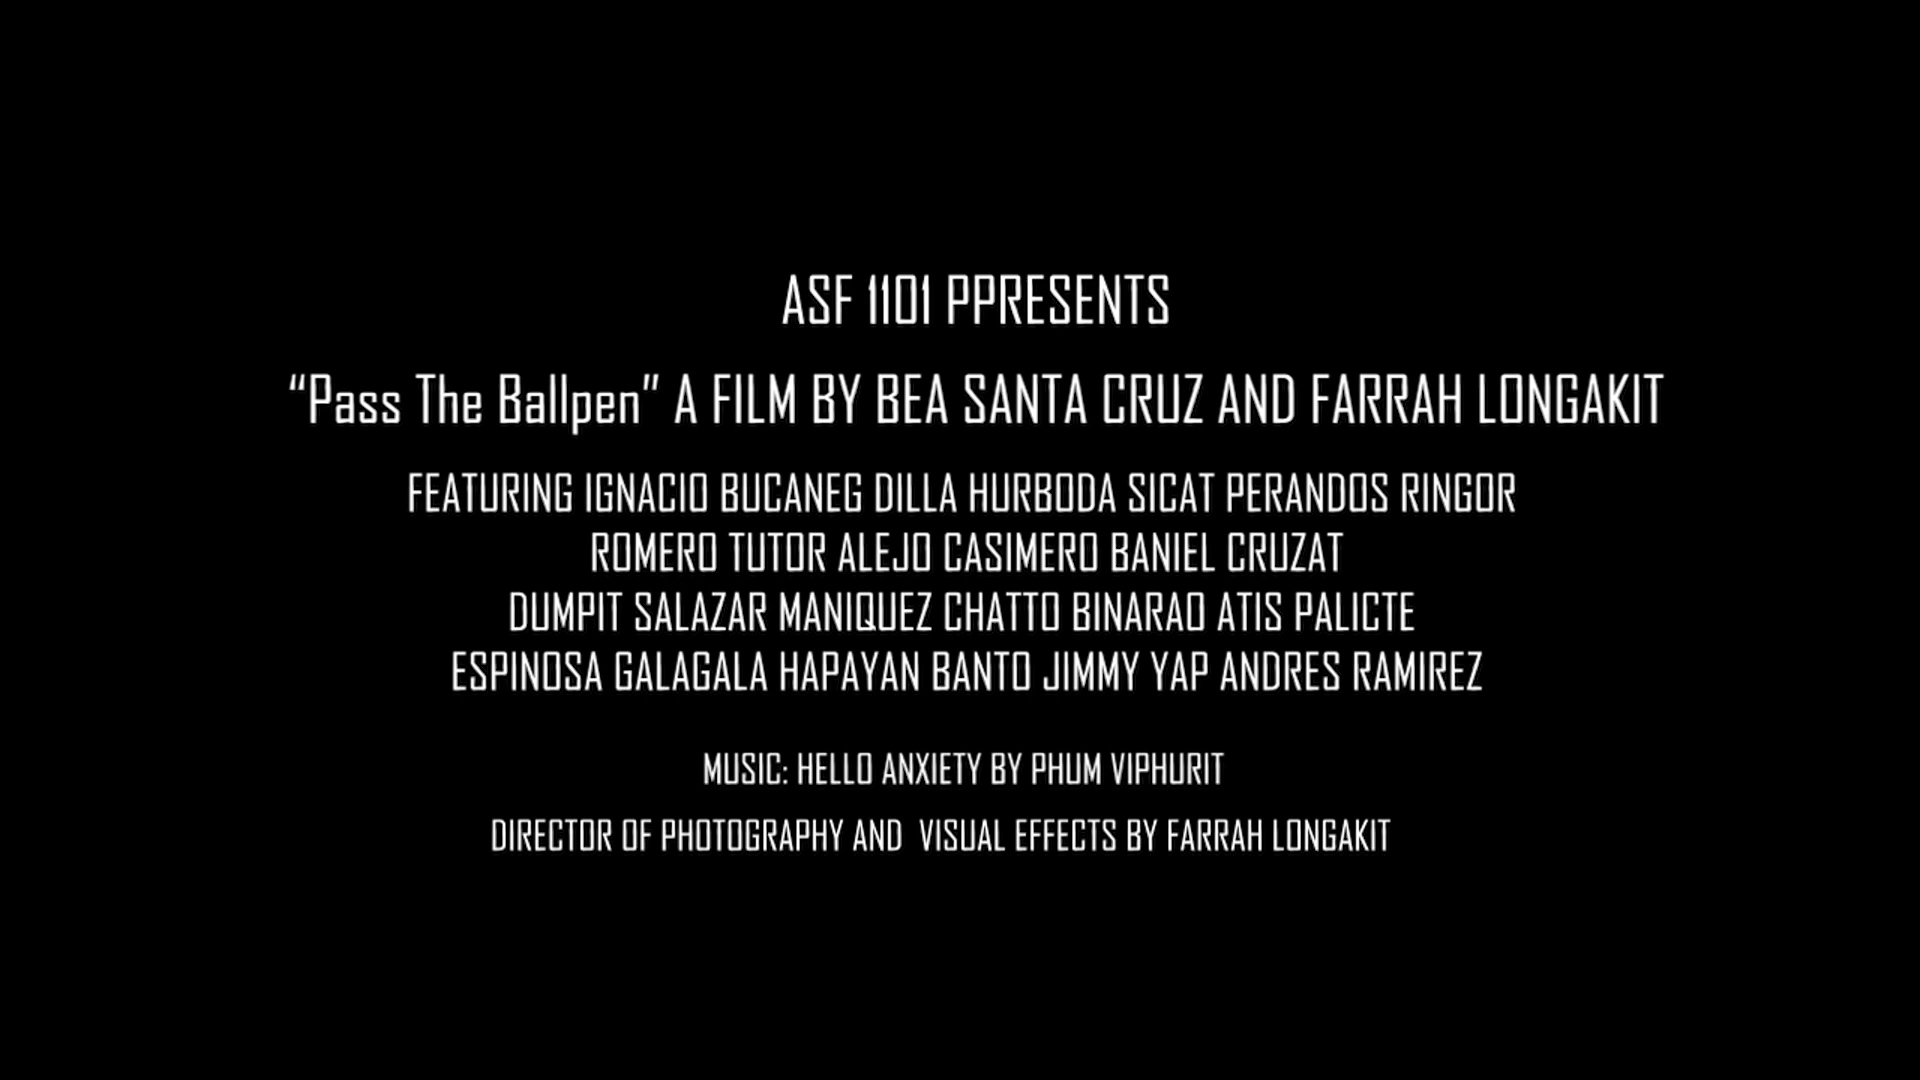 ASF 1101 PPRESENTS
“Pass The Ballpen” A FILM BY BEA SANTA CRUZ AND FARRAH LONGAKIT
FEATURING IGNACIO BUCANEG DILLA HURBODA SICAT PERANDOS RINGOR
ROMERO TUTOR ALEJO CASIMERO BANIEL CRUZAT
DUMPIT SALAZAR MANIQUEZ CHATTO BINARAO ATIS PALICTE
ESPINOSA GALAGALA HAPAYAN BANTO JIMMY YAP ANDRES RAMIREZ
MUSIC: HELLO ANXIETY BY PHUM VIPHURIT
DIRECTOR OF PHOTOGRAPHY AND  VISUAL EFFECTS BY FARRAH LONGAKIT